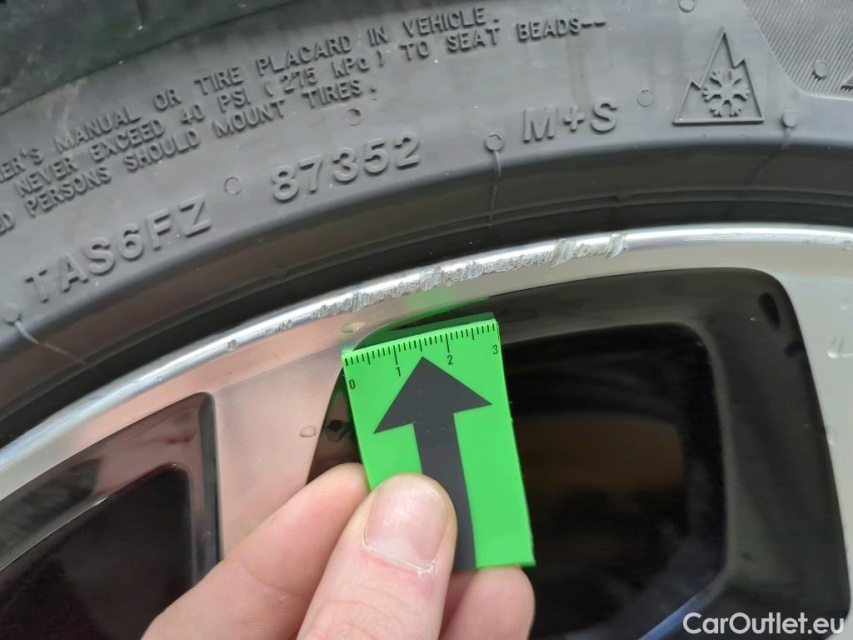 ER'S MANUAL OR TIRE PLACARD IN VEHICLE.
NEVER EXCEED 40 PSI (275 kPa) TO SEAT BEADS--
PERSONS SHOULD MOUNT TIRES.
TAS6FZ 87352 M+S
0 1 2 3
CarOutlet.eu